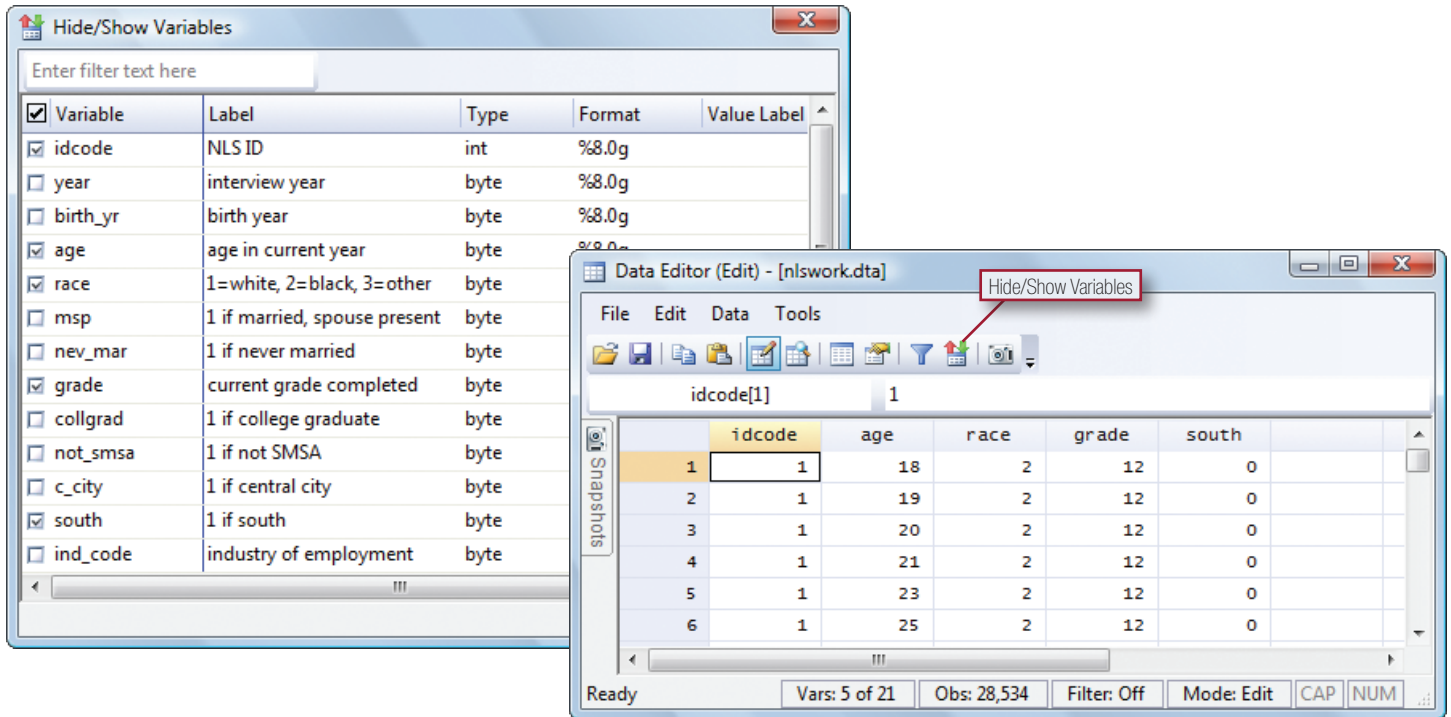 Hide/Show Variables
Enter filter text here
Variable Label Type Format Value Label
idcode NLS ID int %8.0g
year interview year byte %8.0g
birth_yr birth year byte %8.0g
age age in current year byte %8.0g
race 1=white, 2=black, 3=other byte
msp 1 if married, spouse present byte
nev_mar 1 if never married byte
grade current grade completed byte
collgrad 1 if college graduate byte
not_smsa 1 if not SMSA byte
c_city 1 if central city byte
south 1 if south byte
ind_code industry of employment byte
Data Editor (Edit) - [nlswork.dta]
Hide/Show Variables
File Edit Data Tools
idcode[1] 1
Snapshots
idcode age race grade south
1 1 18 2 12 0
2 1 19 2 12 0
3 1 20 2 12 0
4 1 21 2 12 0
5 1 23 2 12 0
6 1 25 2 12 0
Ready Vars: 5 of 21 Obs: 28,534 Filter: Off Mode: Edit CAP NUM